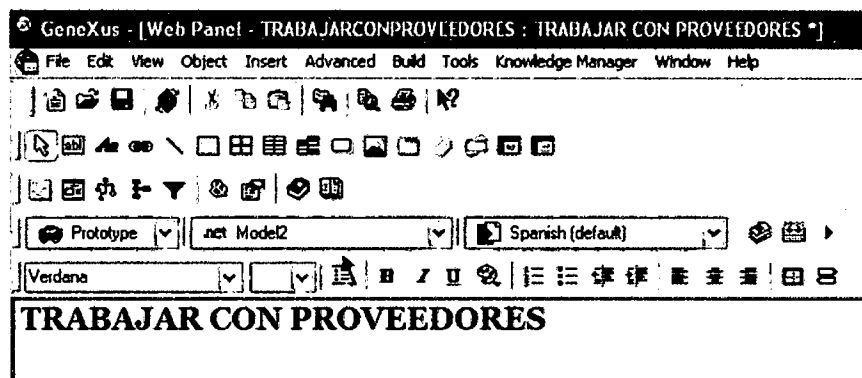 GeneXus - [Web Panel - TRABAJARCONPROVEEDORES : TRABAJAR CON PROVEEDORES *]
File Edit View Object Insert Advanced Build Tools Knowledge Manager Window Help
abl A
Prototype .net Model2 Spanish (default)
Verdana B I U
TRABAJAR CON PROVEEDORES